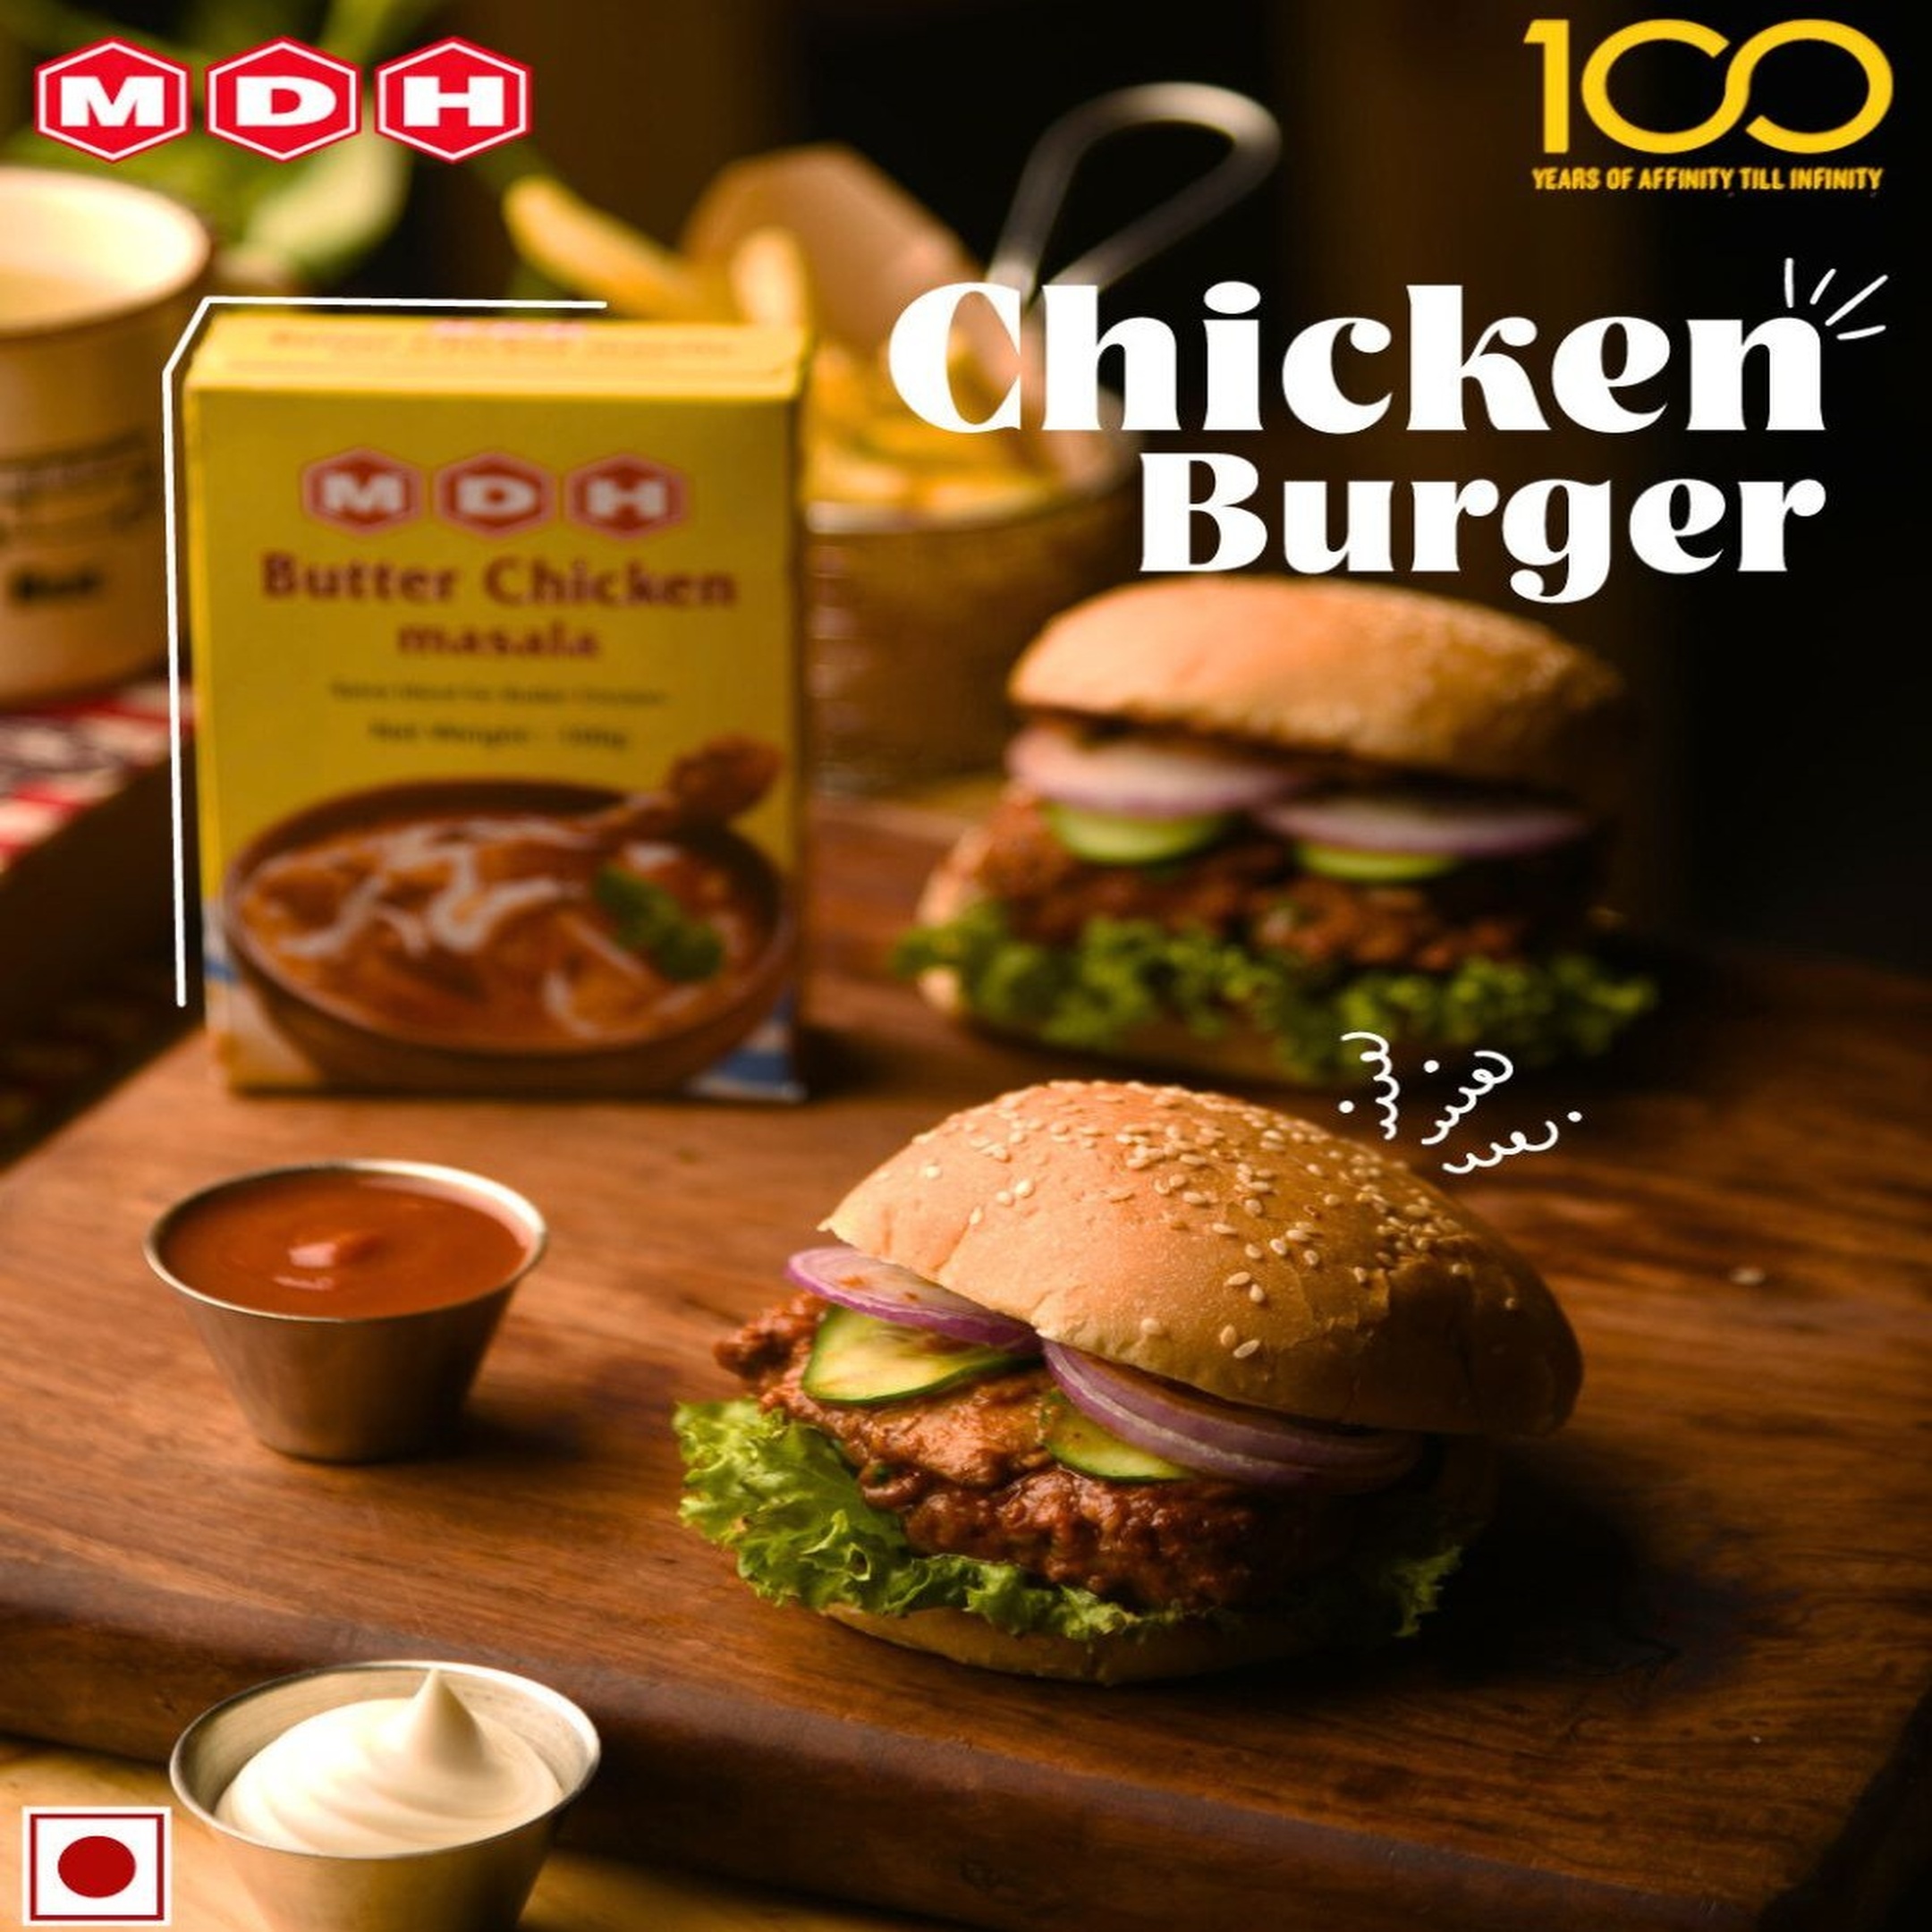 MDH
100
YEARS OF AFFINITY TILL INFINITY
Chicken
Burger
MDH
Butter Chicken
masala